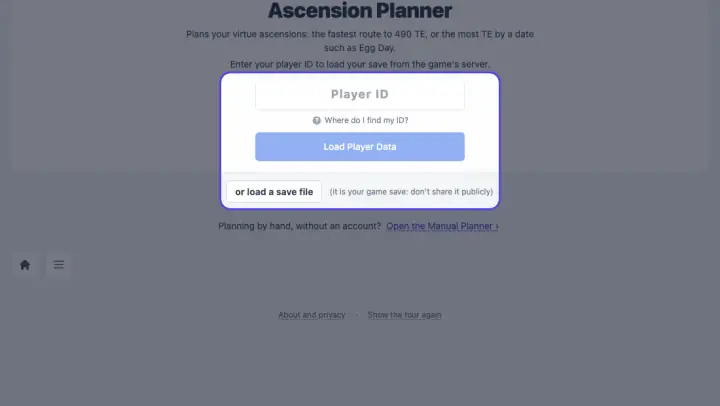 Ascension Planner
Plans your virtue ascensions: the fastest route to 490 TE, or the most TE by a date
such as Egg Day.
Enter your player ID to load your save from the game's server.
Player ID
? Where do I find my ID?
Load Player Data
or load a save file (it is your game save: don't share it publicly)
Planning by hand, without an account? Open the Manual Planner ›
About and privacy · Show the tour again